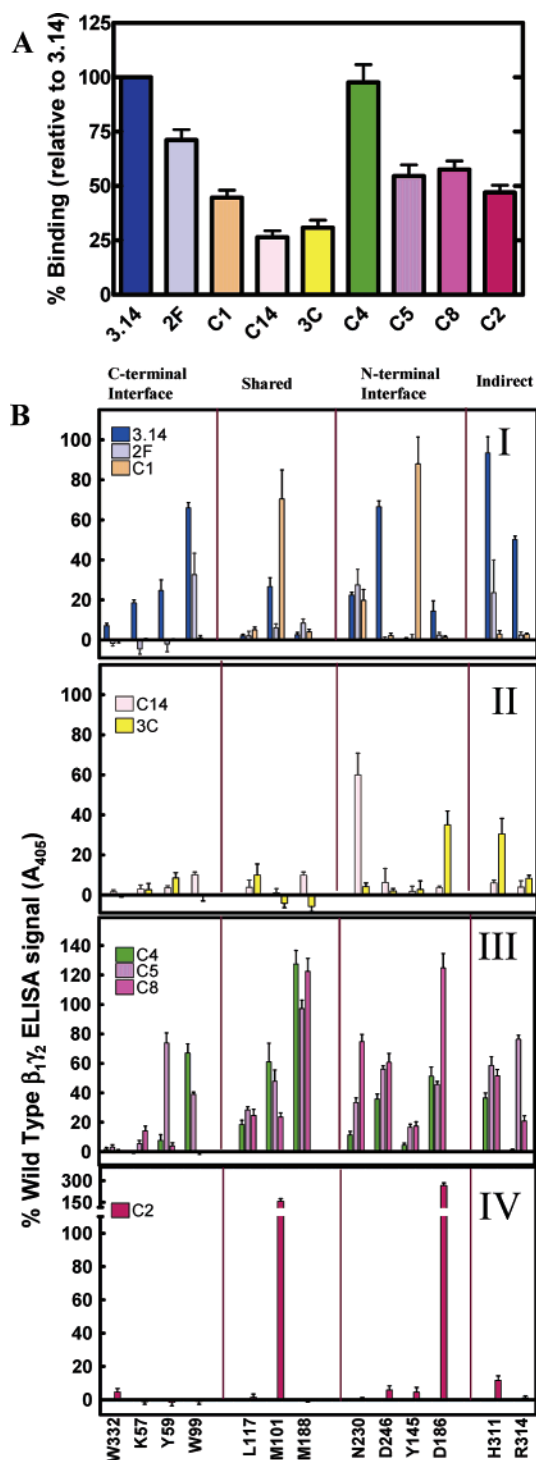 A
% Binding (relative to 3.14)
125
100
75
50
25
0
3.14 2F C1 C14 3C C4 C5 C8 C2
B
C-terminal Interface Shared N-terminal Interface Indirect
% Wild Type β₁γ₂ ELISA signal (A₄₀₅)
I
3.14
2F
C1
100
80
60
40
20
0
II
C14
3C
100
80
60
40
20
0
III
C4
C5
C8
140
120
100
80
60
40
20
0
IV
C2
300
150
100
80
60
40
20
0
W332 K57 Y59 W99 L117 M101 M188 N230 D246 Y145 D186 H311 R314